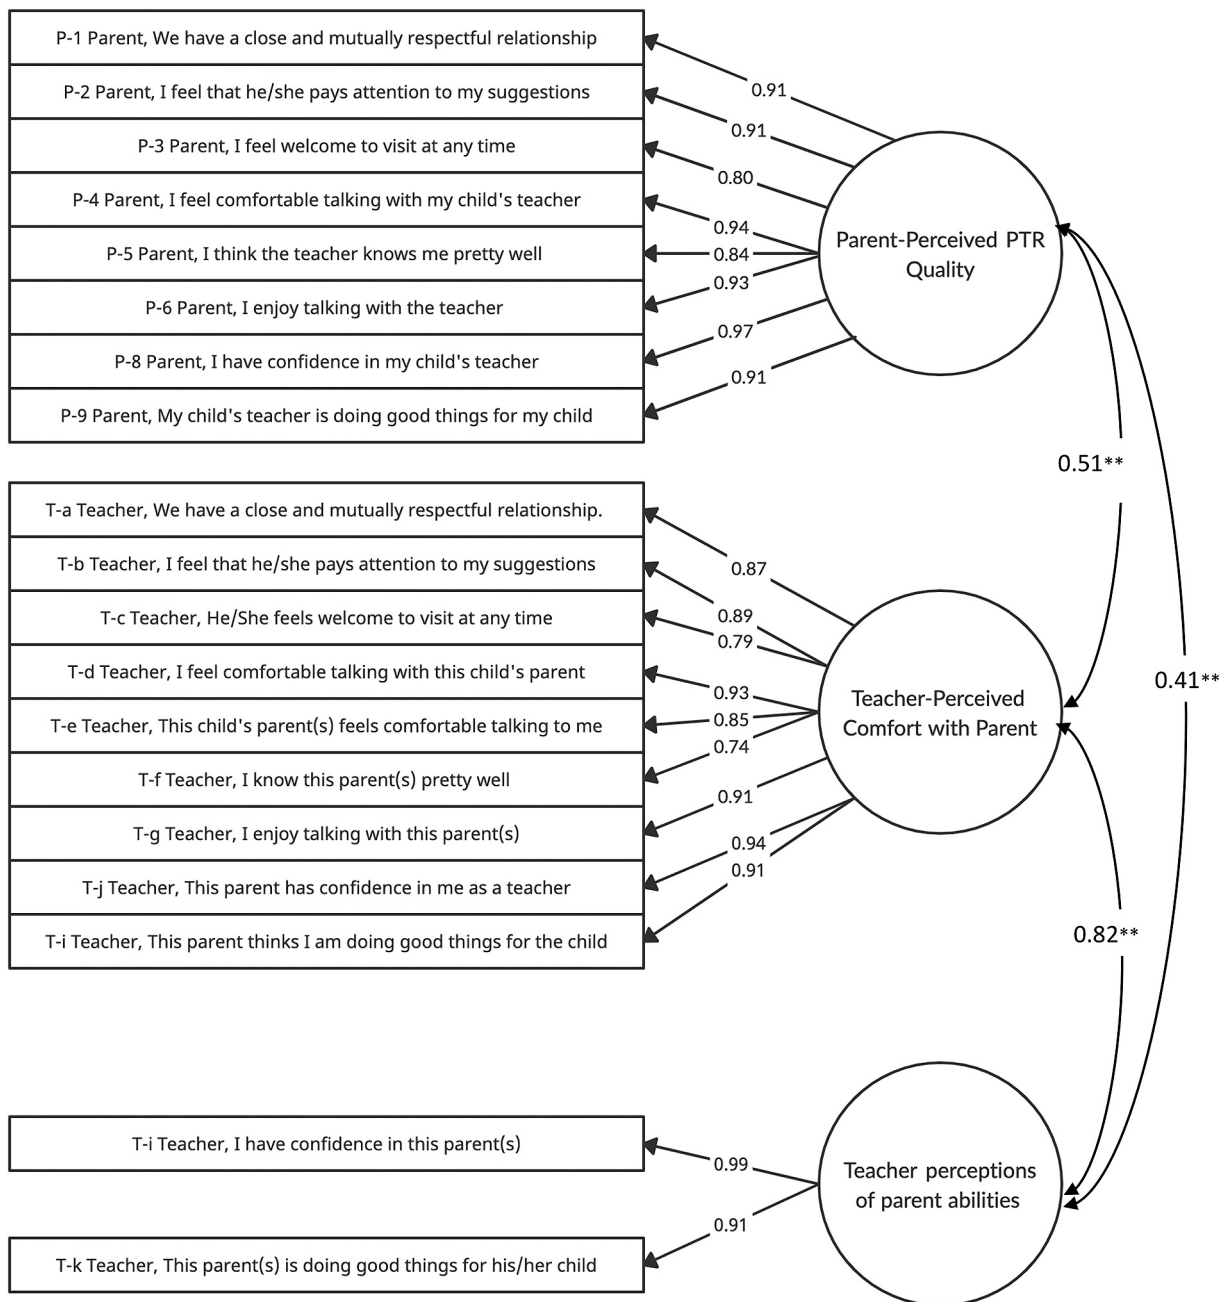 P-1 Parent, We have a close and mutually respectful relationship
P-2 Parent, I feel that he/she pays attention to my suggestions
P-3 Parent, I feel welcome to visit at any time
P-4 Parent, I feel comfortable talking with my child's teacher
P-5 Parent, I think the teacher knows me pretty well
P-6 Parent, I enjoy talking with the teacher
P-8 Parent, I have confidence in my child's teacher
P-9 Parent, My child's teacher is doing good things for my child
0.91
0.91
0.80
0.94
0.84
0.93
0.97
0.91
Parent-Perceived PTR
Quality
0.51**
T-a Teacher, We have a close and mutually respectful relationship.
T-b Teacher, I feel that he/she pays attention to my suggestions
T-c Teacher, He/She feels welcome to visit at any time
T-d Teacher, I feel comfortable talking with this child's parent
T-e Teacher, This child's parent(s) feels comfortable talking to me
T-f Teacher, I know this parent(s) pretty well
T-g Teacher, I enjoy talking with this parent(s)
T-j Teacher, This parent has confidence in me as a teacher
T-i Teacher, This parent thinks I am doing good things for the child
0.87
0.89
0.79
0.93
0.85
0.74
0.91
0.94
0.91
Teacher-Perceived
Comfort with Parent
0.41**
0.82**
T-i Teacher, I have confidence in this parent(s)
T-k Teacher, This parent(s) is doing good things for his/her child
0.99
0.91
Teacher perceptions
of parent abilities